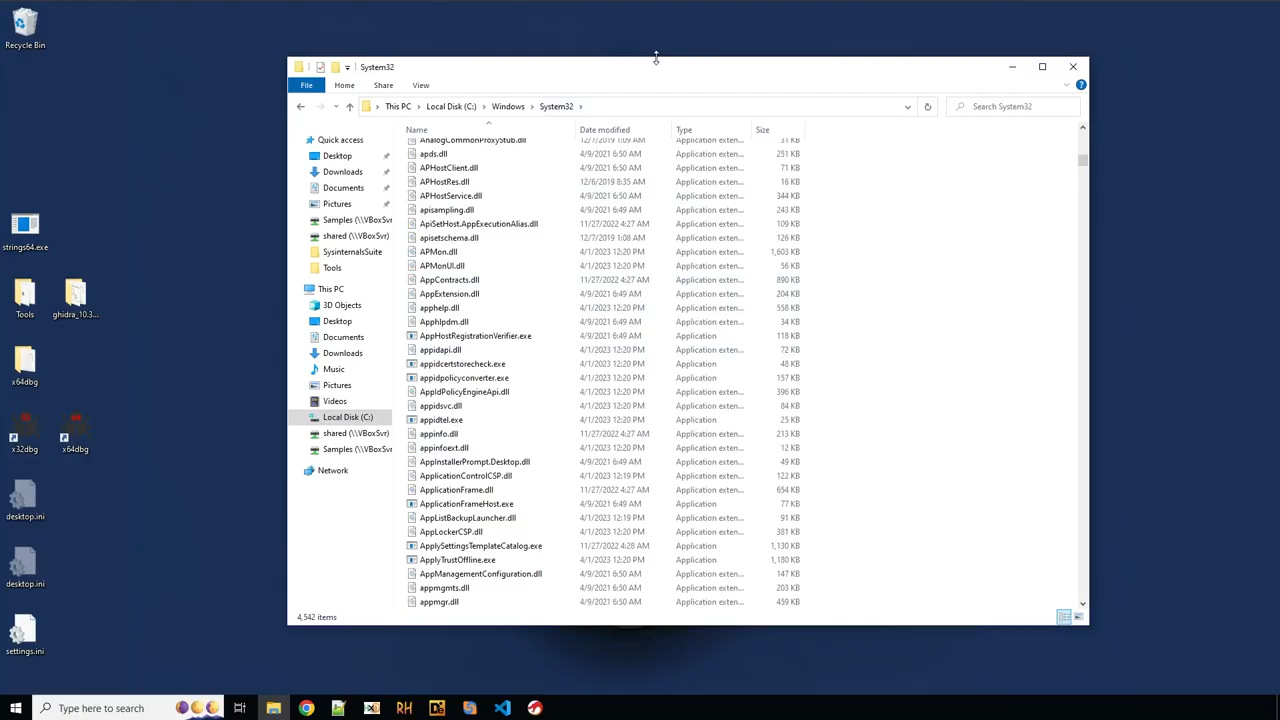 Recycle Bin
strings64.exe
Tools
ghidra_10.3...
x64dbg
x32dbg
x64dbg
desktop.ini
desktop.ini
settings.ini
System32
File Home Share View
This PC Local Disk (C:) Windows System32
Search System32
Quick access
Desktop
Downloads
Documents
Pictures
Samples (\\VBoxSvr
shared (\\VBoxSvr)
SysinternalsSuite
Tools
This PC
3D Objects
Desktop
Documents
Downloads
Music
Pictures
Videos
Local Disk (C:)
shared (\\VBoxSvr)
Samples (\\VBoxSvr
Network
Name Date modified Type Size
AnalogCommonProxyStub.dll 12/7/2019 1:09 AM Application exten... 31 KB
apds.dll 4/9/2021 6:50 AM Application exten... 251 KB
APHostClient.dll 4/9/2021 6:50 AM Application exten... 71 KB
APHostRes.dll 12/6/2019 8:35 AM Application exten... 16 KB
APHostService.dll 4/9/2021 6:50 AM Application exten... 344 KB
apisampling.dll 4/9/2021 6:49 AM Application exten... 243 KB
ApiSetHost.AppExecutionAlias.dll 11/27/2022 4:27 AM Application exten... 109 KB
apisetschema.dll 12/7/2019 1:08 AM Application exten... 126 KB
APMon.dll 4/1/2023 12:20 PM Application exten... 1,603 KB
APMonUI.dll 4/1/2023 12:20 PM Application exten... 56 KB
AppContracts.dll 11/27/2022 4:27 AM Application exten... 890 KB
AppExtension.dll 4/9/2021 6:49 AM Application exten... 204 KB
apphelp.dll 4/1/2023 12:20 PM Application exten... 558 KB
Apphlpdm.dll 4/9/2021 6:49 AM Application exten... 34 KB
AppHostRegistrationVerifier.exe 4/9/2021 6:49 AM Application 118 KB
appidapi.dll 4/1/2023 12:20 PM Application exten... 72 KB
appidcertstorecheck.exe 4/1/2023 12:20 PM Application 48 KB
appidpolicyconverter.exe 4/1/2023 12:20 PM Application 157 KB
AppIdPolicyEngineApi.dll 4/1/2023 12:20 PM Application exten... 396 KB
appidsvc.dll 4/1/2023 12:20 PM Application exten... 84 KB
appidtel.exe 4/1/2023 12:20 PM Application 25 KB
appinfo.dll 11/27/2022 4:27 AM Application exten... 213 KB
appinfoext.dll 4/1/2023 12:20 PM Application exten... 12 KB
AppInstallerPrompt.Desktop.dll 4/9/2021 6:49 AM Application exten... 49 KB
ApplicationControlCSP.dll 4/1/2023 12:19 PM Application exten... 122 KB
ApplicationFrame.dll 11/27/2022 4:27 AM Application exten... 654 KB
ApplicationFrameHost.exe 4/9/2021 6:49 AM Application 77 KB
AppListBackupLauncher.dll 4/1/2023 12:19 PM Application exten... 91 KB
AppLockerCSP.dll 4/1/2023 12:20 PM Application exten... 381 KB
ApplySettingsTemplateCatalog.exe 11/27/2022 4:28 AM Application 1,130 KB
ApplyTrustOffline.exe 4/1/2023 12:20 PM Application 1,180 KB
AppManagementConfiguration.dll 4/9/2021 6:50 AM Application exten... 147 KB
appmgmts.dll 4/9/2021 6:50 AM Application exten... 203 KB
appmgr.dll 4/9/2021 6:50 AM Application exten... 459 KB
4,542 items
Type here to search
RH